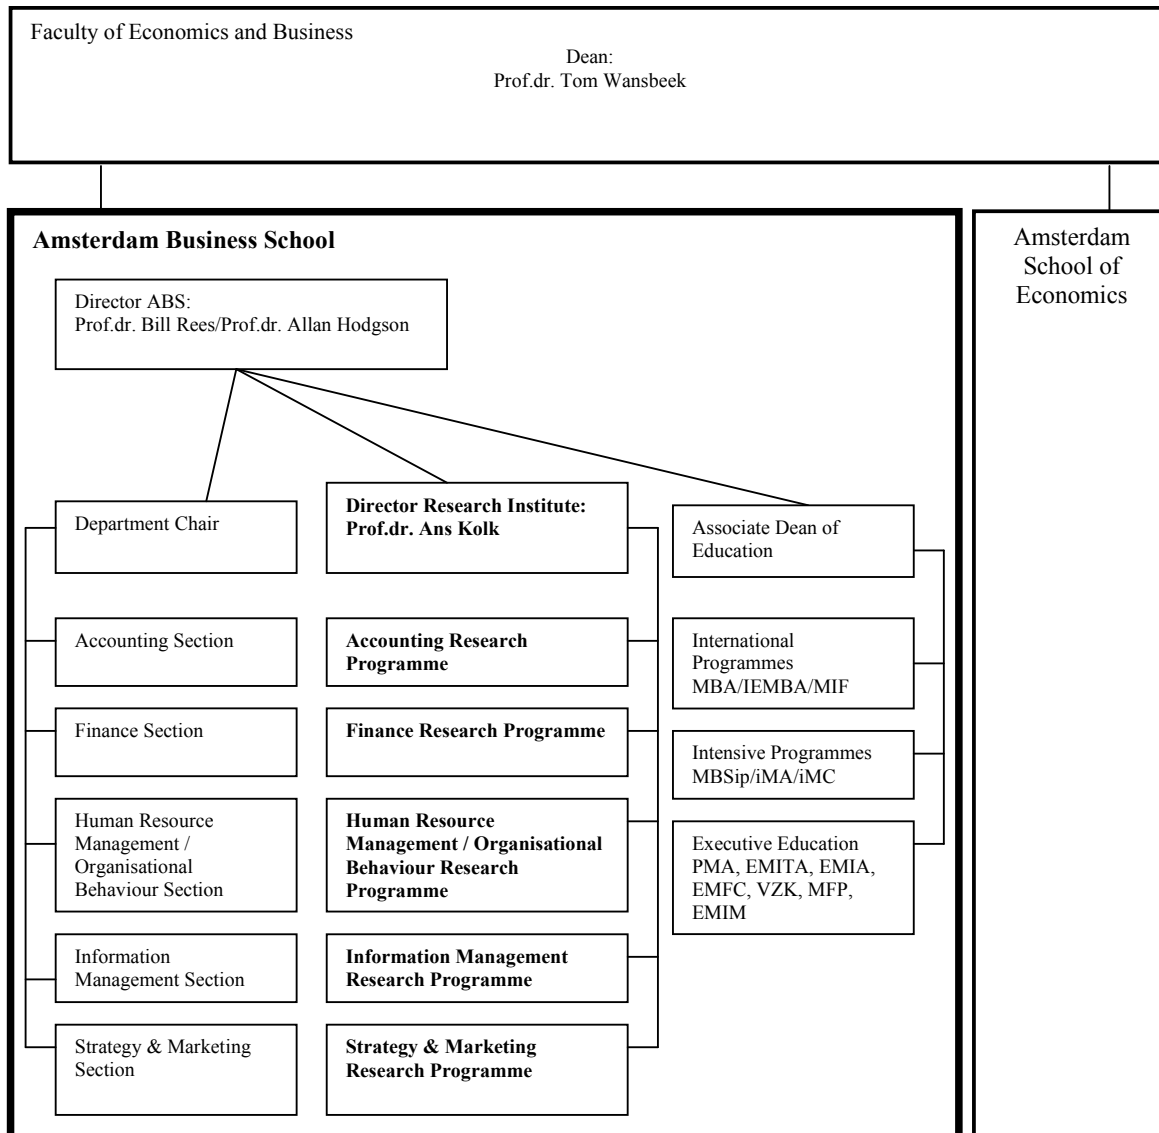 Faculty of Economics and Business
Dean:
Prof.dr. Tom Wansbeek
Amsterdam Business School
Director ABS:
Prof.dr. Bill Rees/Prof.dr. Allan Hodgson
Department Chair
Accounting Section
Finance Section
Human Resource
Management /
Organisational
Behaviour Section
Information
Management Section
Strategy & Marketing
Section
Director Research Institute:
Prof.dr. Ans Kolk
Accounting Research
Programme
Finance Research Programme
Human Resource
Management / Organisational
Behaviour Research
Programme
Information Management
Research Programme
Strategy & Marketing
Research Programme
Associate Dean of
Education
International
Programmes
MBA/IEMBA/MIF
Intensive Programmes
MBSip/iMA/iMC
Executive Education
PMA, EMITA, EMIA,
EMFC, VZK, MFP,
EMIM
Amsterdam
School of
Economics